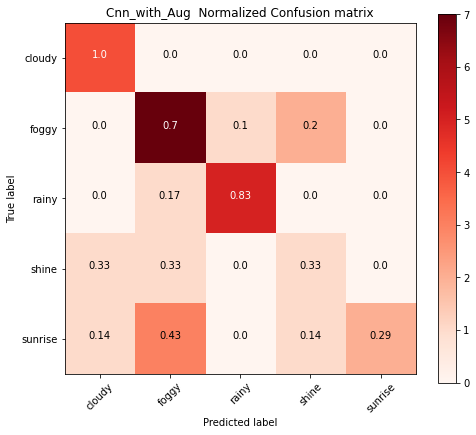 Cnn_with_Aug Normalized Confusion matrix
True label
cloudy 1.0 0.0 0.0 0.0 0.0
foggy 0.0 0.7 0.1 0.2 0.0
rainy 0.0 0.17 0.83 0.0 0.0
shine 0.33 0.33 0.0 0.33 0.0
sunrise 0.14 0.43 0.0 0.14 0.29
cloudy foggy rainy shine sunrise
Predicted label
7
6
5
4
3
2
1
0